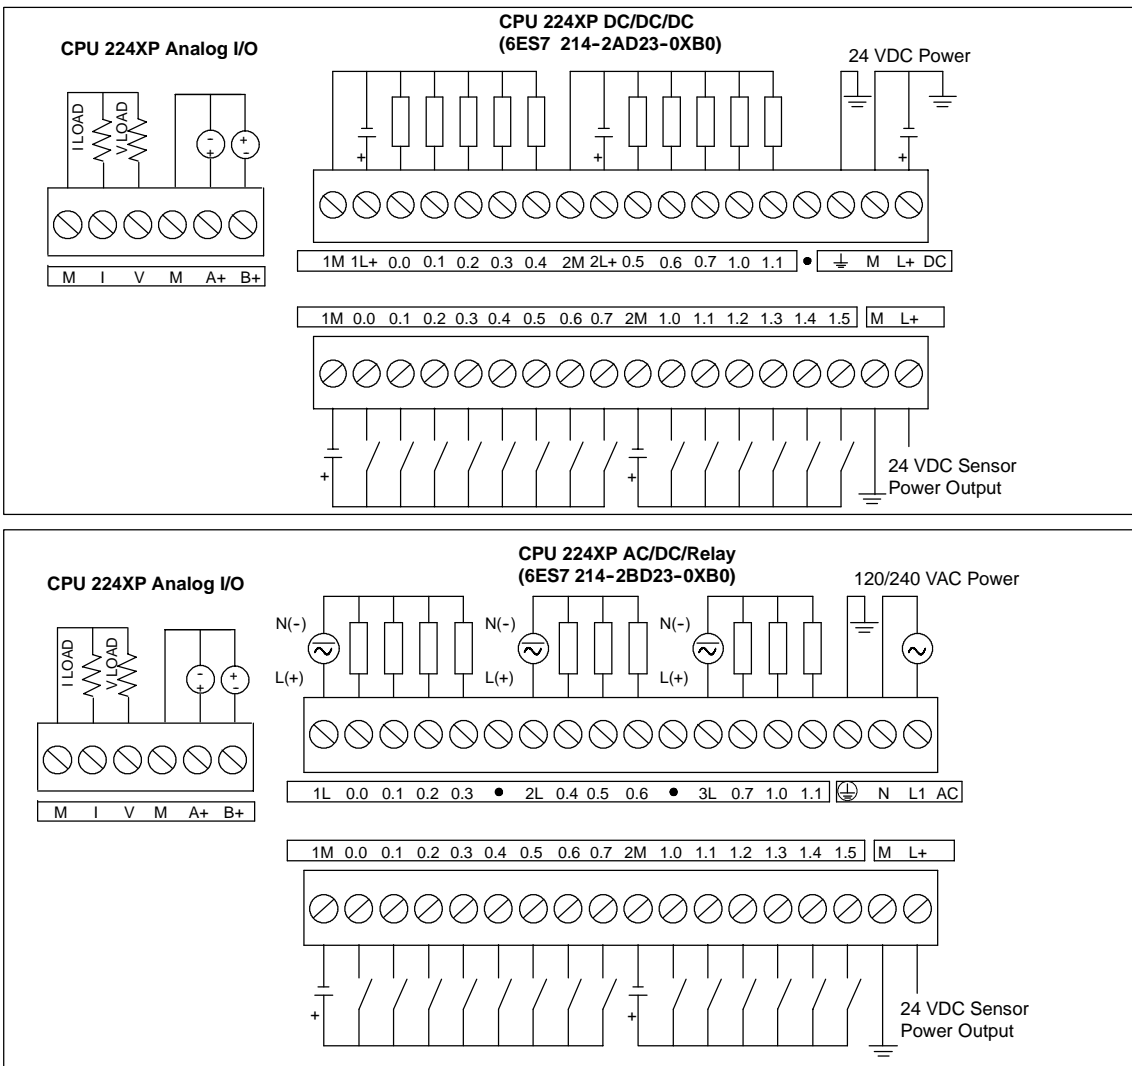 CPU 224XP DC/DC/DC
(6ES7 214-2AD23-0XB0)
CPU 224XP Analog I/O
24 VDC Power
I LOAD
V LOAD
- +
+ -
+
+
+
1M 1L+ 0.0 0.1 0.2 0.3 0.4 2M 2L+ 0.5 0.6 0.7 1.0 1.1 ● ⏚ M L+ DC
M I V M A+ B+
1M 0.0 0.1 0.2 0.3 0.4 0.5 0.6 0.7 2M 1.0 1.1 1.2 1.3 1.4 1.5 M L+
+
+
24 VDC Sensor
Power Output
CPU 224XP AC/DC/Relay
(6ES7 214-2BD23-0XB0)
CPU 224XP Analog I/O
120/240 VAC Power
N(-)
N(-)
N(-)
L(+)
L(+)
L(+)
I LOAD
V LOAD
- +
+ -
1L 0.0 0.1 0.2 0.3 ● 2L 0.4 0.5 0.6 ● 3L 0.7 1.0 1.1 ⏚ N L1 AC
M I V M A+ B+
1M 0.0 0.1 0.2 0.3 0.4 0.5 0.6 0.7 2M 1.0 1.1 1.2 1.3 1.4 1.5 M L+
+
+
24 VDC Sensor
Power Output